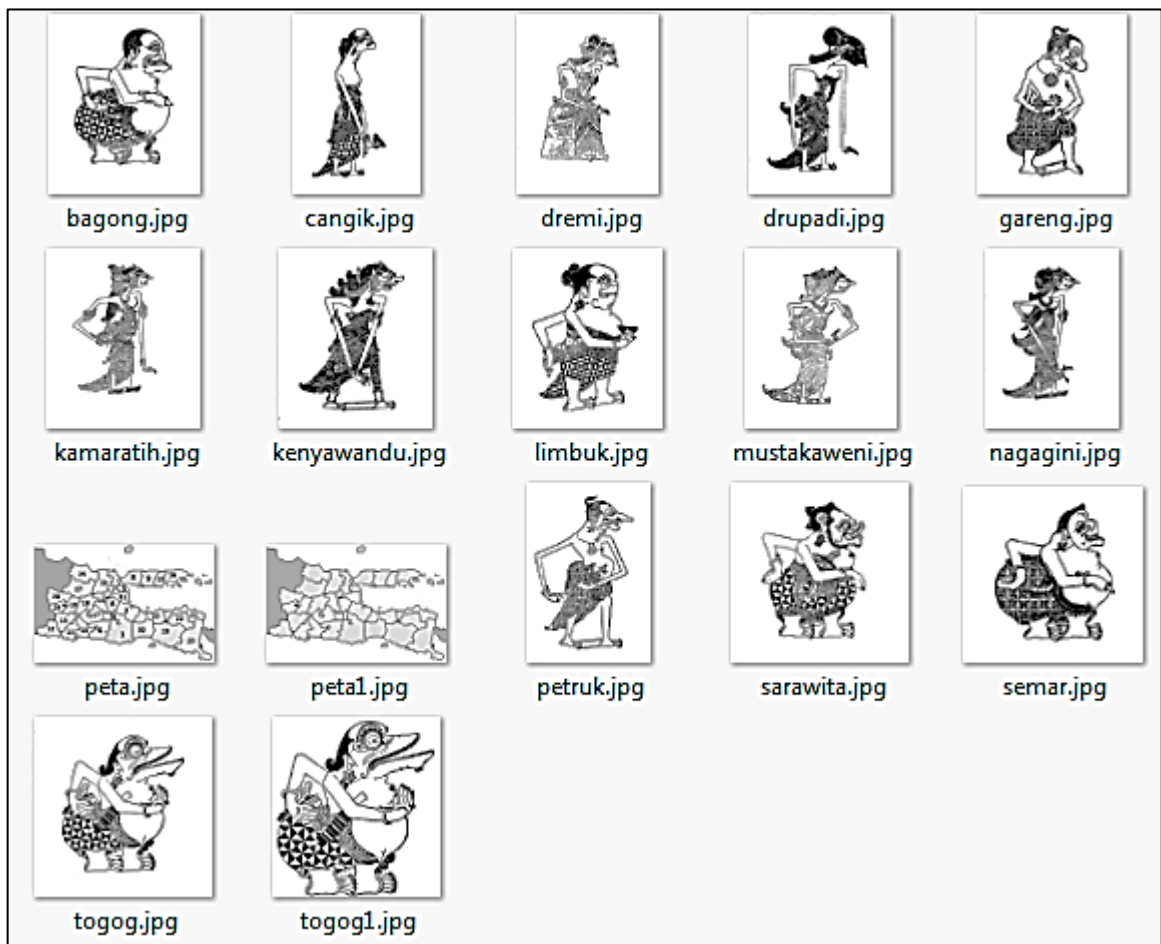 bagong.jpg cangik.jpg dremi.jpg drupadi.jpg gareng.jpg
kamaratih.jpg kenyawandu.jpg limbuk.jpg mustakaweni.jpg nagagini.jpg
peta.jpg peta1.jpg petruk.jpg sarawita.jpg semar.jpg
togog.jpg togog1.jpg